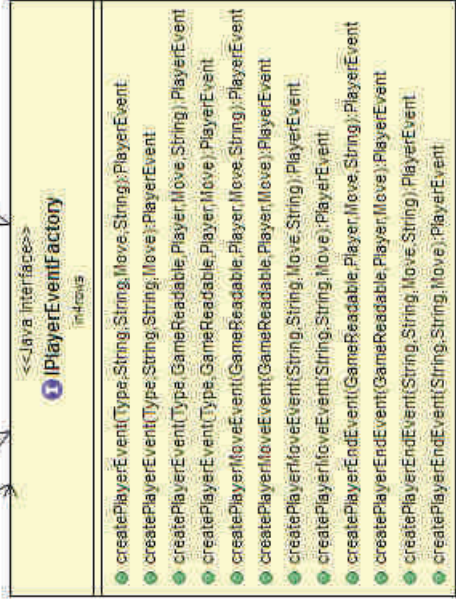 <<Java Interface>>
IPlayerEventFactory
in4rows
createPlayerEvent(Type,String,String,Move,String):PlayerEvent
createPlayerEvent(Type,String,String,Move):PlayerEvent
createPlayerEvent(Type,GameReadable,Player,Move,String):PlayerEvent
createPlayerEvent(Type,GameReadable,Player,Move):PlayerEvent
createPlayerMoveEvent(GameReadable,Player,Move,String):PlayerEvent
createPlayerMoveEvent(GameReadable,Player,Move):PlayerEvent
createPlayerMoveEvent(String,String,Move,String):PlayerEvent
createPlayerMoveEvent(String,String,Move):PlayerEvent
createPlayerEndEvent(GameReadable,Player,Move,String):PlayerEvent
createPlayerEndEvent(GameReadable,Player,Move):PlayerEvent
createPlayerEndEvent(String,String,Move,String):PlayerEvent
createPlayerEndEvent(String,String,Move):PlayerEvent